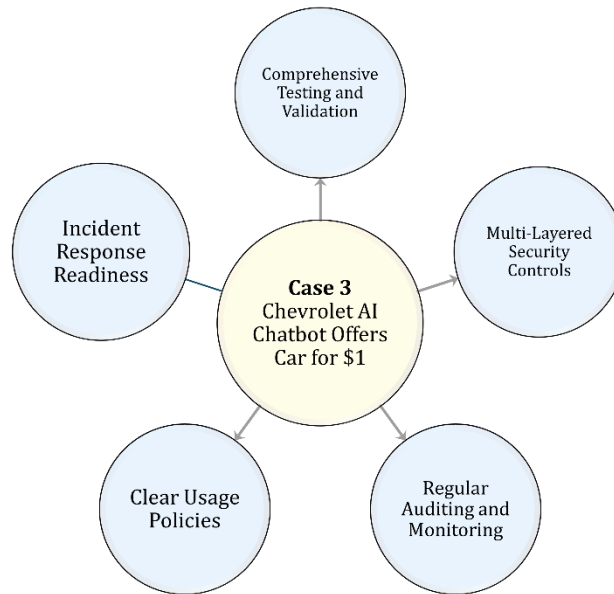 Comprehensive
Testing and
Validation
Incident
Response
Readiness
Multi-Layered
Security
Controls
Case 3
Chevrolet AI
Chatbot Offers
Car for $1
Clear Usage
Policies
Regular
Auditing and
Monitoring